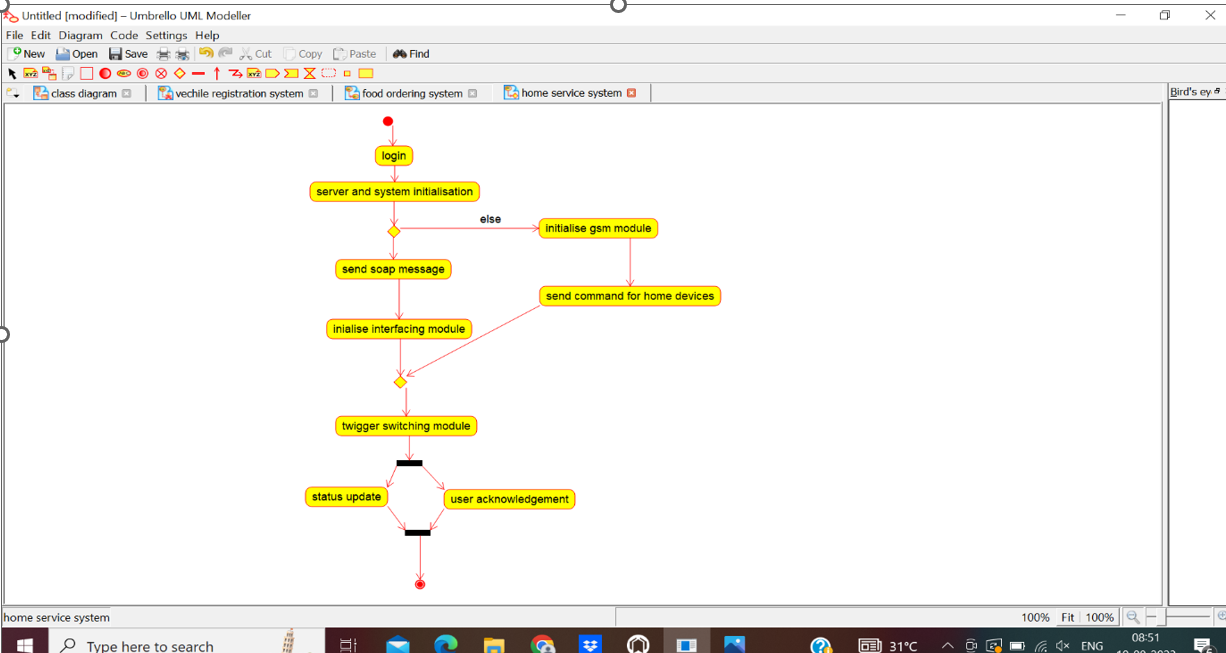 Untitled [modified] – Umbrello UML Modeller
File Edit Diagram Code Settings Help
New Open Save Cut Copy Paste Find
class diagram vechile registration system food ordering system home service system Bird's ey
login
server and system initialisation
else
initialise gsm module
send soap message
send command for home devices
inialise interfacing module
twigger switching module
status update
user acknowledgement
home service system 100% Fit 100%
Type here to search 31°C ENG 08:51